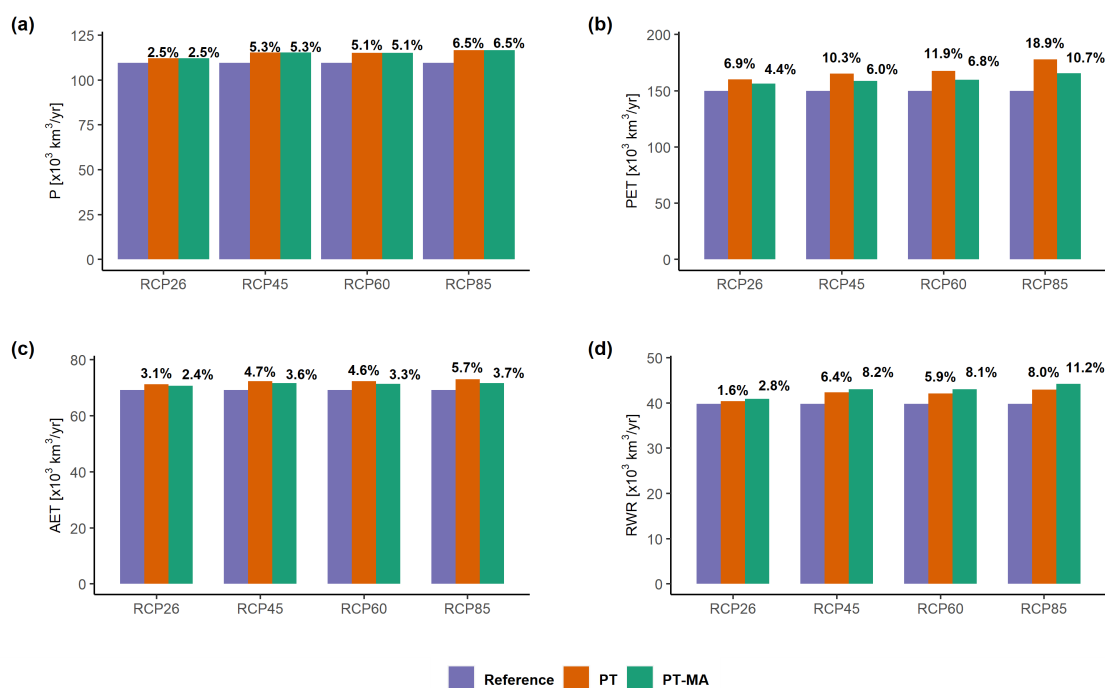 (a)
P [x10³ km³/yr]
125
100
75
50
25
0
2.5% 2.5% 5.3% 5.3% 5.1% 5.1% 6.5% 6.5%
RCP26 RCP45 RCP60 RCP85
(b)
PET [x10³ km³/yr]
200
150
100
50
0
6.9% 4.4% 10.3% 6.0% 11.9% 6.8% 18.9% 10.7%
RCP26 RCP45 RCP60 RCP85
(c)
AET [x10³ km³/yr]
80
60
40
20
0
3.1% 2.4% 4.7% 3.6% 4.6% 3.3% 5.7% 3.7%
RCP26 RCP45 RCP60 RCP85
(d)
RWR [x10³ km³/yr]
50
40
30
20
10
0
1.6% 2.8% 6.4% 8.2% 5.9% 8.1% 8.0% 11.2%
RCP26 RCP45 RCP60 RCP85
Reference PT PT-MA